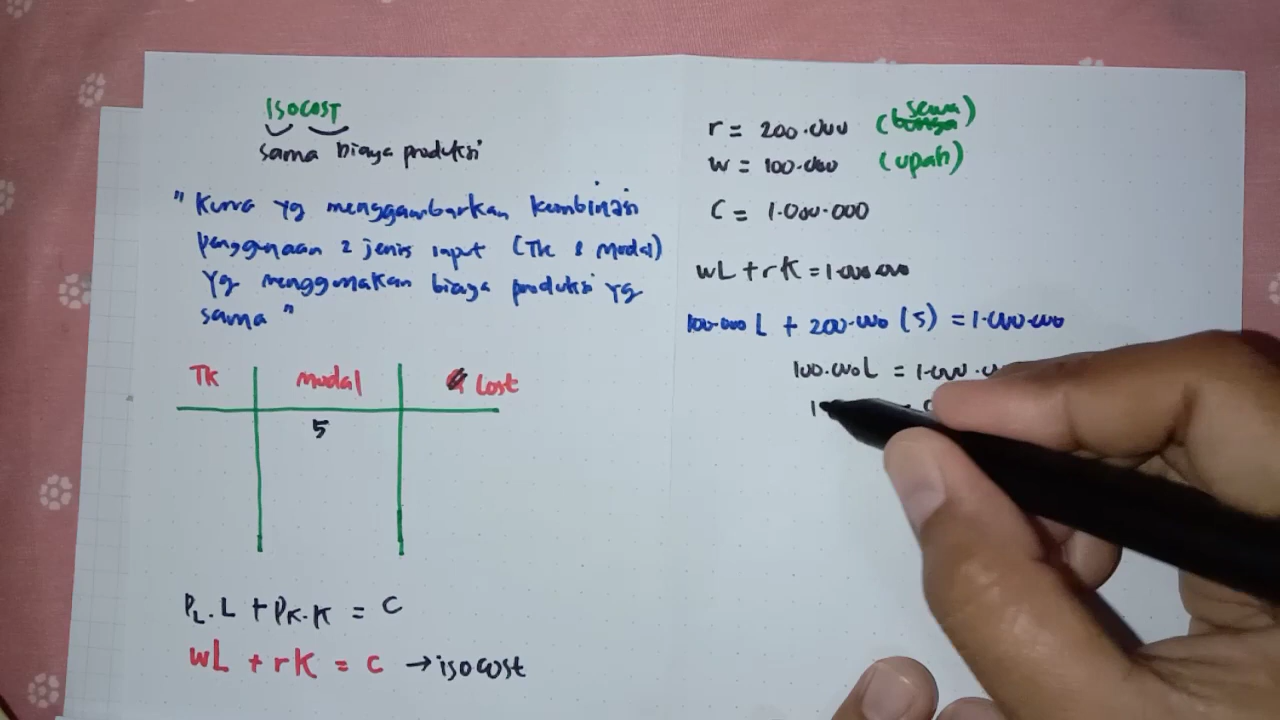 ISOCOST
sama biaya produksi
" Kurva yg menggambarkan kombinasi
penggunaan 2 jenis input (Tk & Modal)
yg menggunakan biaya produksi yg
sama "
Tk modal Cost
5
PL.L + PK.K = C
wL + rK = C → isocost
r = 200.000 (sewa)
w = 100.000 (upah)
C = 1.000.000
wL + rK = 1.000.000
100.000 L + 200.000 (5) = 1.000.000
100.000L = 1.000.